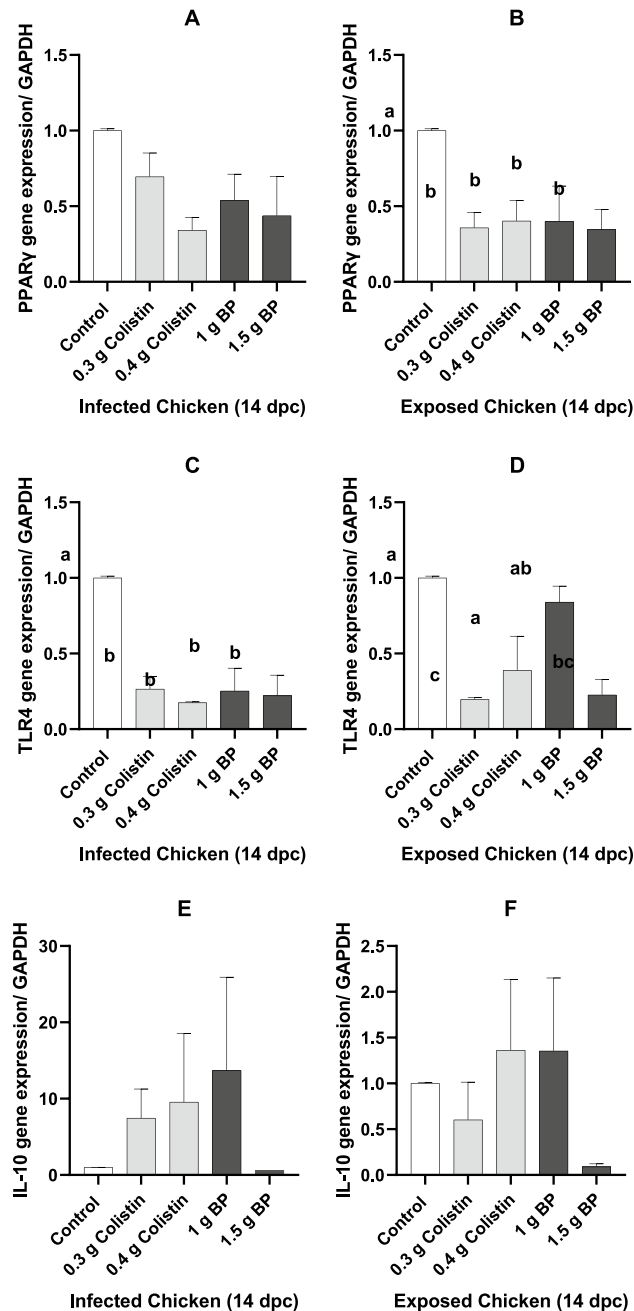 A
PPARγ gene expression/ GAPDH
1.5
1.0
0.5
0.0
Control
0.3 g Colistin
0.4 g Colistin
1 g BP
1.5 g BP
Infected Chicken (14 dpc)
B
PPARγ gene expression/ GAPDH
1.5
1.0
0.5
0.0
a
b
b
b
b
Control
0.3 g Colistin
0.4 g Colistin
1 g BP
1.5 g BP
Exposed Chicken (14 dpc)
C
TLR4 gene expression/ GAPDH
1.5
1.0
0.5
0.0
a
b
b
b
b
Control
0.3 g Colistin
0.4 g Colistin
1 g BP
1.5 g BP
Infected Chicken (14 dpc)
D
TLR4 gene expression/ GAPDH
1.5
1.0
0.5
0.0
a
c
a
ab
bc
Control
0.3 g Colistin
0.4 g Colistin
1 g BP
1.5 g BP
Exposed Chicken (14 dpc)
E
IL-10 gene expression/ GAPDH
30
20
10
0
Control
0.3 g Colistin
0.4 g Colistin
1 g BP
1.5 g BP
Infected Chicken (14 dpc)
F
IL-10 gene expression/ GAPDH
2.5
2.0
1.5
1.0
0.5
0.0
Control
0.3 g Colistin
0.4 g Colistin
1 g BP
1.5 g BP
Exposed Chicken (14 dpc)